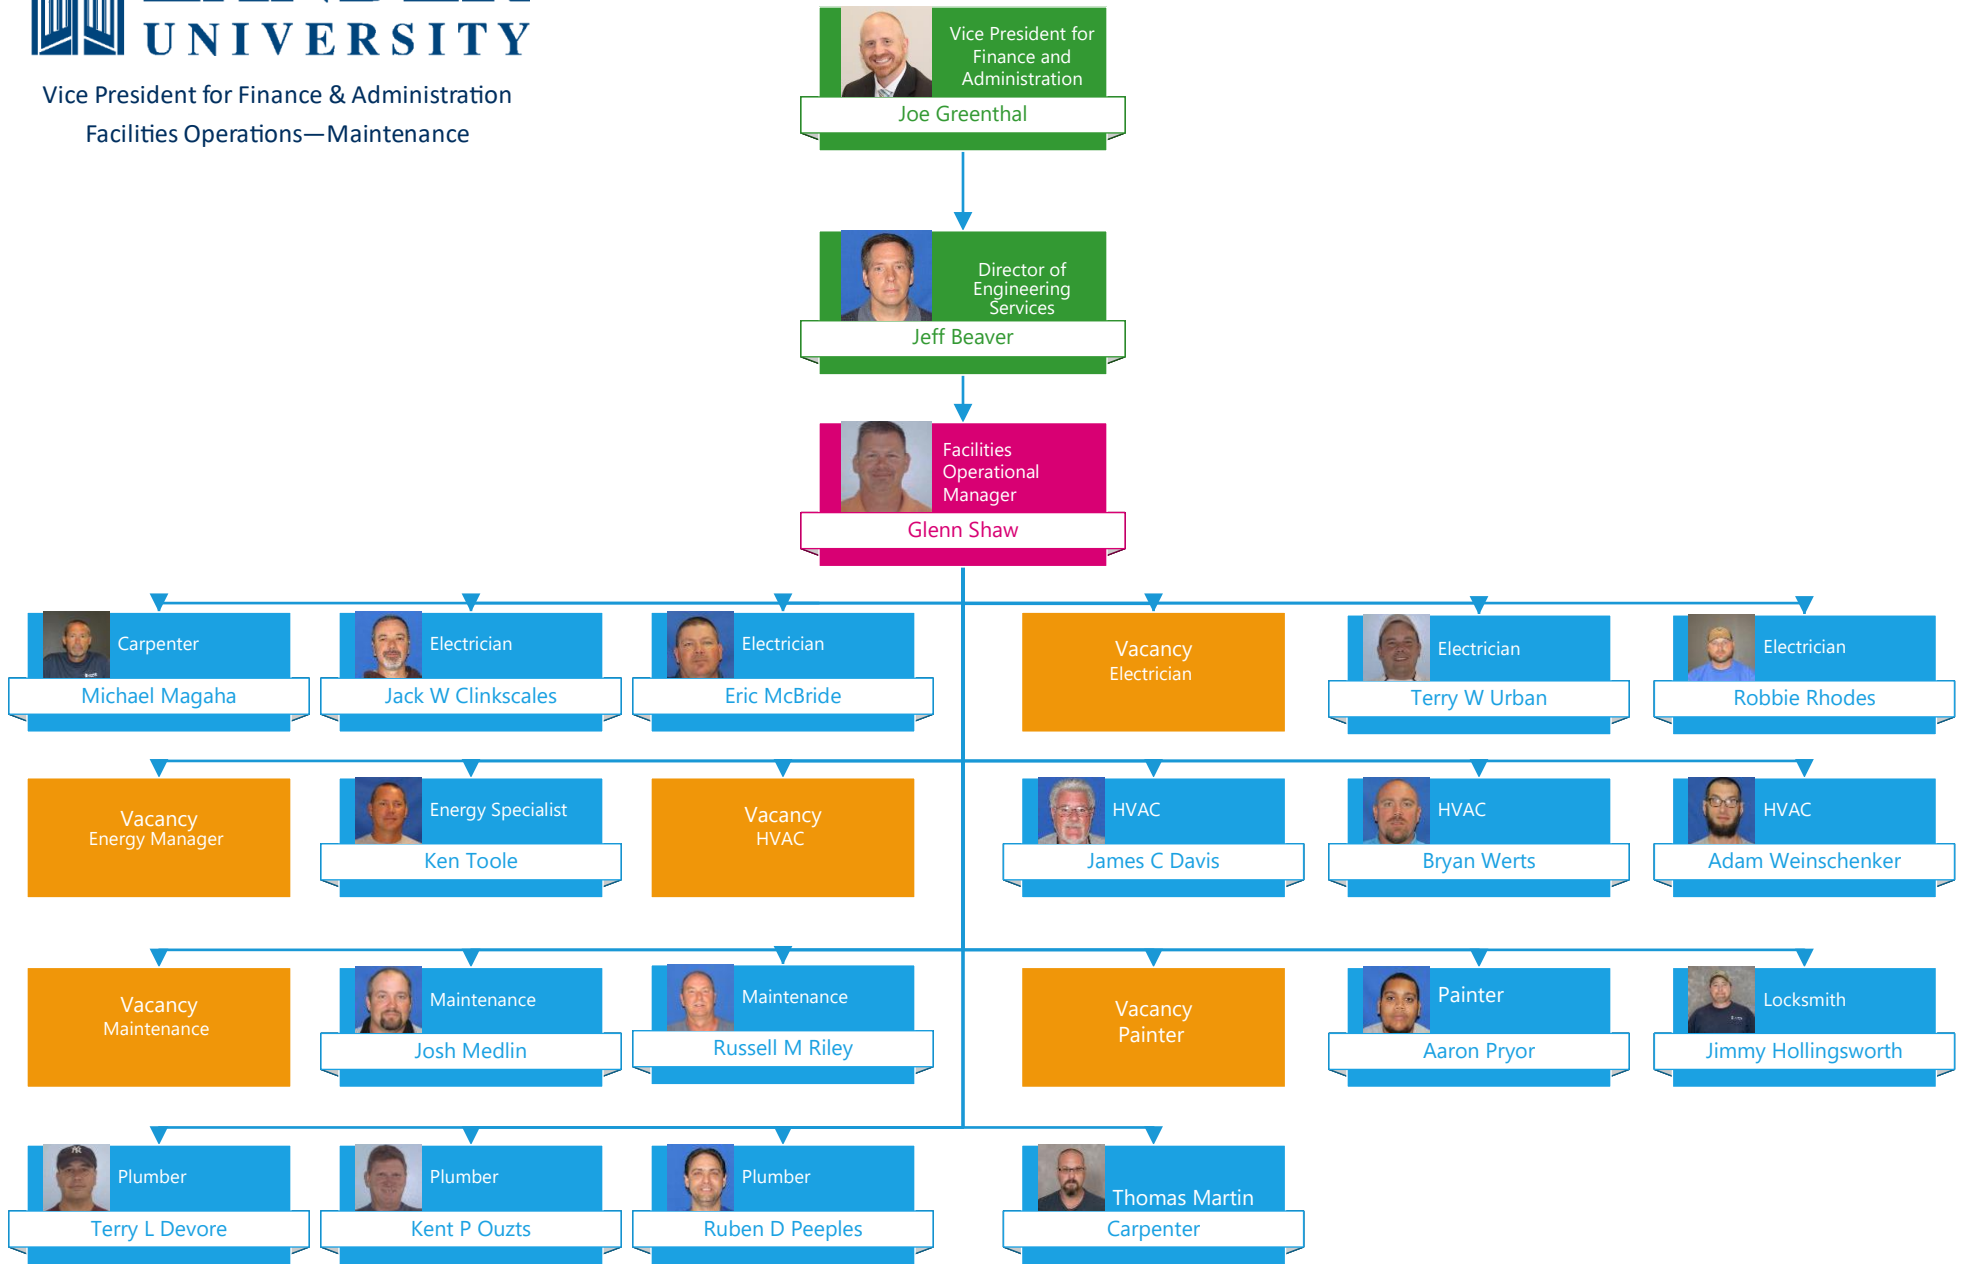 UNIVERSITY
Vice President for Finance & Administration
Facilities Operations—Maintenance
Vice President for
Finance and
Administration
Joe Greenthal
Director of
Engineering
Services
Jeff Beaver
Facilities
Operational
Manager
Glenn Shaw
Carpenter
Michael Magaha
Electrician
Jack W Clinkscales
Electrician
Eric McBride
Vacancy
Electrician
Electrician
Terry W Urban
Electrician
Robbie Rhodes
Vacancy
Energy Manager
Energy Specialist
Ken Toole
Vacancy
HVAC
HVAC
James C Davis
HVAC
Bryan Werts
HVAC
Adam Weinschenker
Vacancy
Maintenance
Maintenance
Josh Medlin
Maintenance
Russell M Riley
Vacancy
Painter
Painter
Aaron Pryor
Locksmith
Jimmy Hollingsworth
Plumber
Terry L Devore
Plumber
Kent P Ouzts
Plumber
Ruben D Peeples
Thomas Martin
Carpenter